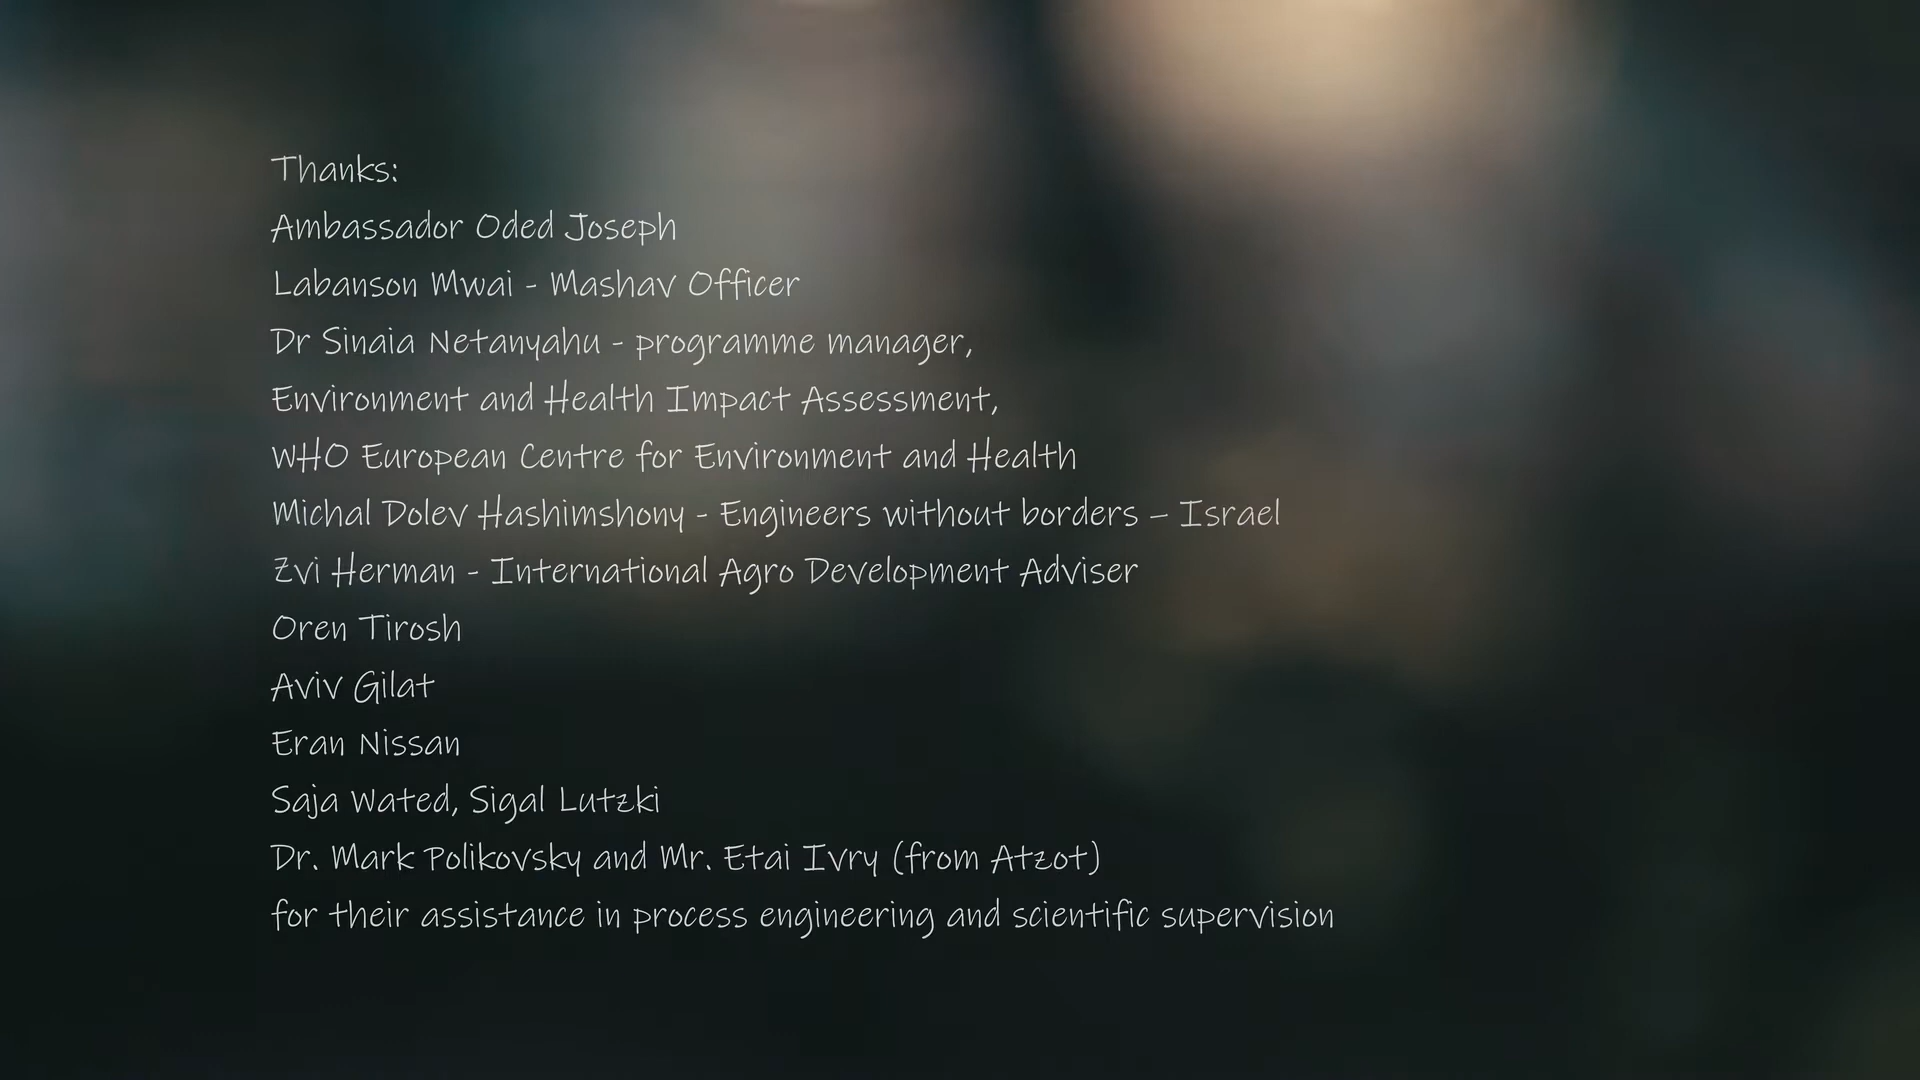 Thanks:
Ambassador Oded Joseph
Labanson Mwai - Mashav Officer
Dr Sinaia Netanyahu - programme manager,
Environment and Health Impact Assessment,
WHO European Centre for Environment and Health
Michal Dolev Hashimshony - Engineers without borders – Israel
Zvi Herman - International Agro Development Adviser
Oren Tirosh
Aviv Gilat
Eran Nissan
Saja Wated, Sigal Lutzki
Dr. Mark Polikovsky and Mr. Etai Ivry (from Atzot)
for their assistance in process engineering and scientific supervision